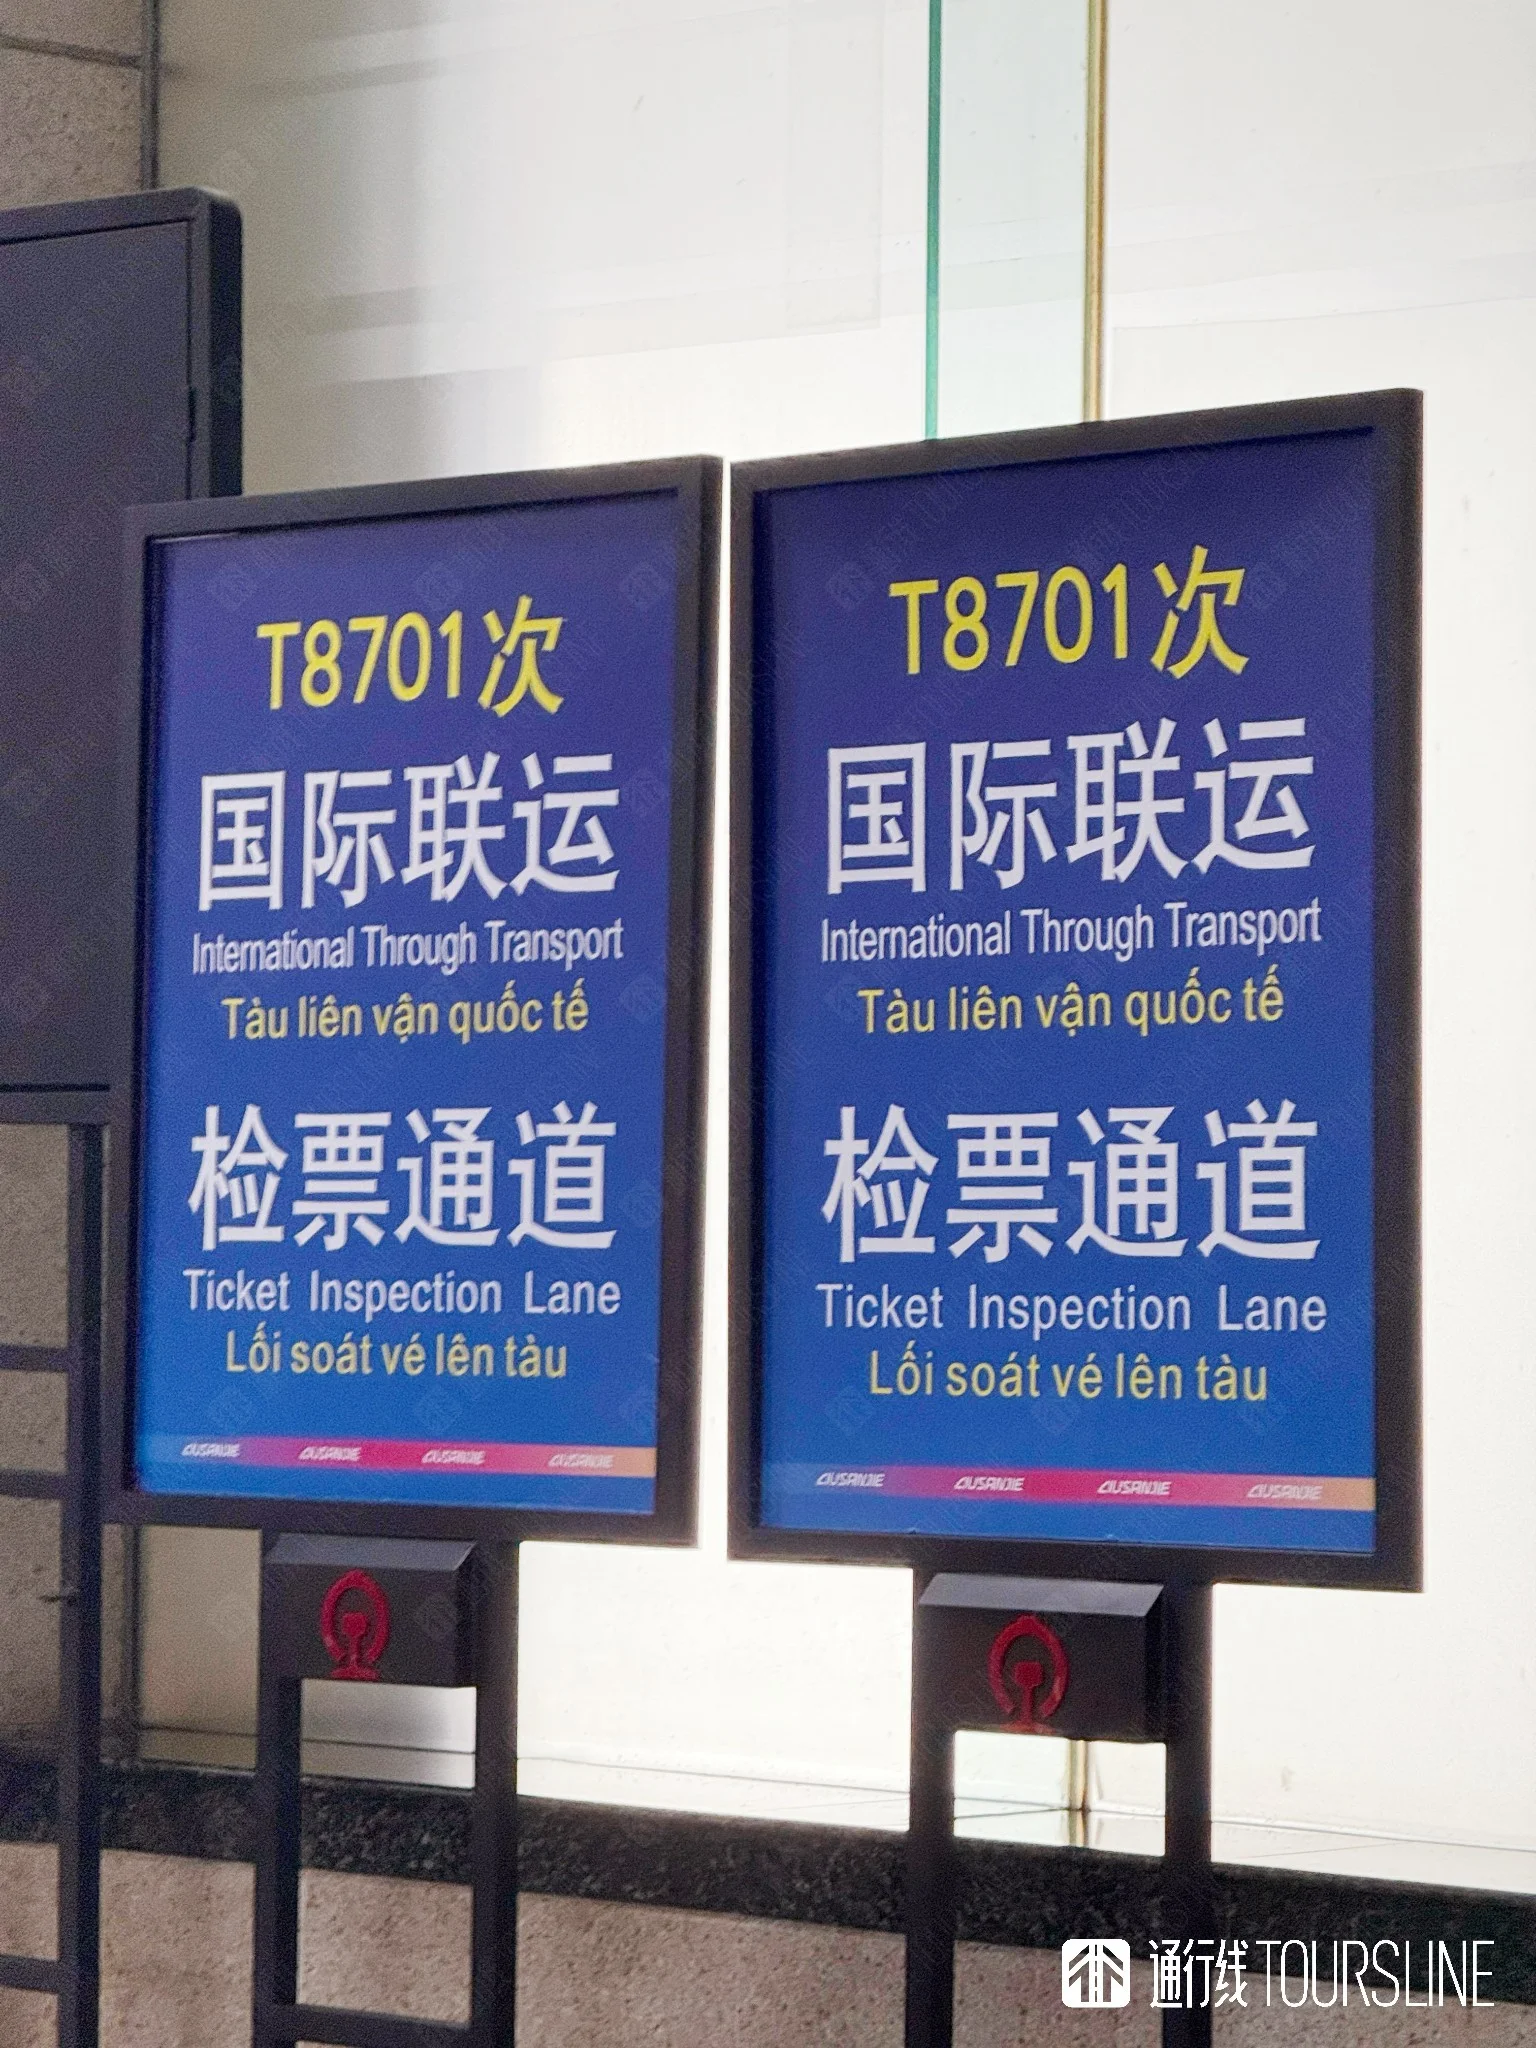 T8701次
国际联运
International Through Transport
Tàu liên vận quốc tế
检票通道
Ticket Inspection Lane
Lối soát vé lên tàu
T8701次
国际联运
International Through Transport
Tàu liên vận quốc tế
检票通道
Ticket Inspection Lane
Lối soát vé lên tàu
通行线 TOURSLINE